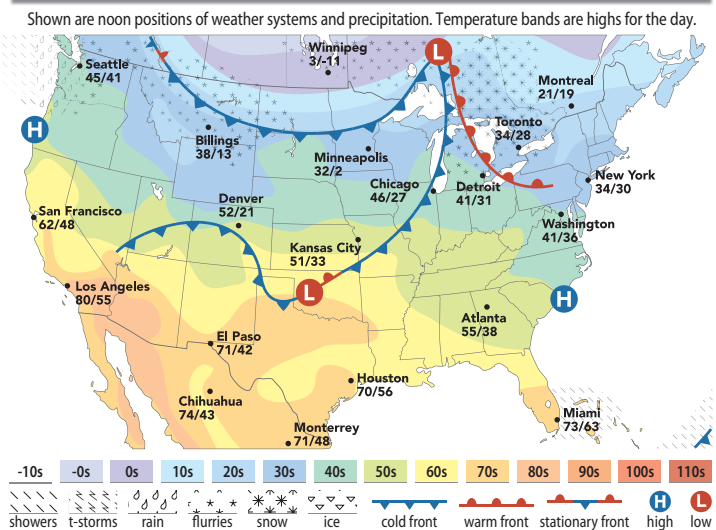 Shown are noon positions of weather systems and precipitation. Temperature bands are highs for the day.
Winnipeg
3/-11
L
Seattle
45/41
Montreal
21/19
H
Toronto
34/28
Billings
38/13
Minneapolis
32/2
New York
34/30
Chicago
46/27
Detroit
41/31
Denver
52/21
San Francisco
62/48
Washington
41/36
Kansas City
51/33
Los Angeles
80/55
L
H
Atlanta
55/38
El Paso
71/42
Houston
70/56
Chihuahua
74/43
Miami
73/63
Monterrey
71/48
-10s -0s 0s 10s 20s 30s 40s 50s 60s 70s 80s 90s 100s 110s
H L
showers t-storms rain flurries snow ice cold front warm front stationary front high low